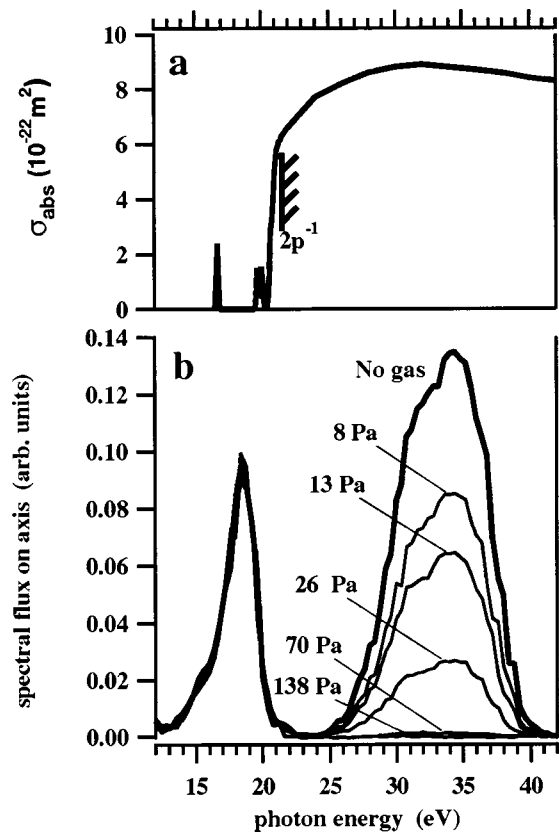 a
10
8
6
4
2
0
σabs (10⁻²² m²)
2p⁻¹
b
0.14
0.12
0.10
0.08
0.06
0.04
0.02
0.00
spectral flux on axis (arb. units)
No gas
8 Pa
13 Pa
26 Pa
70 Pa
138 Pa
15 20 25 30 35 40
photon energy (eV)